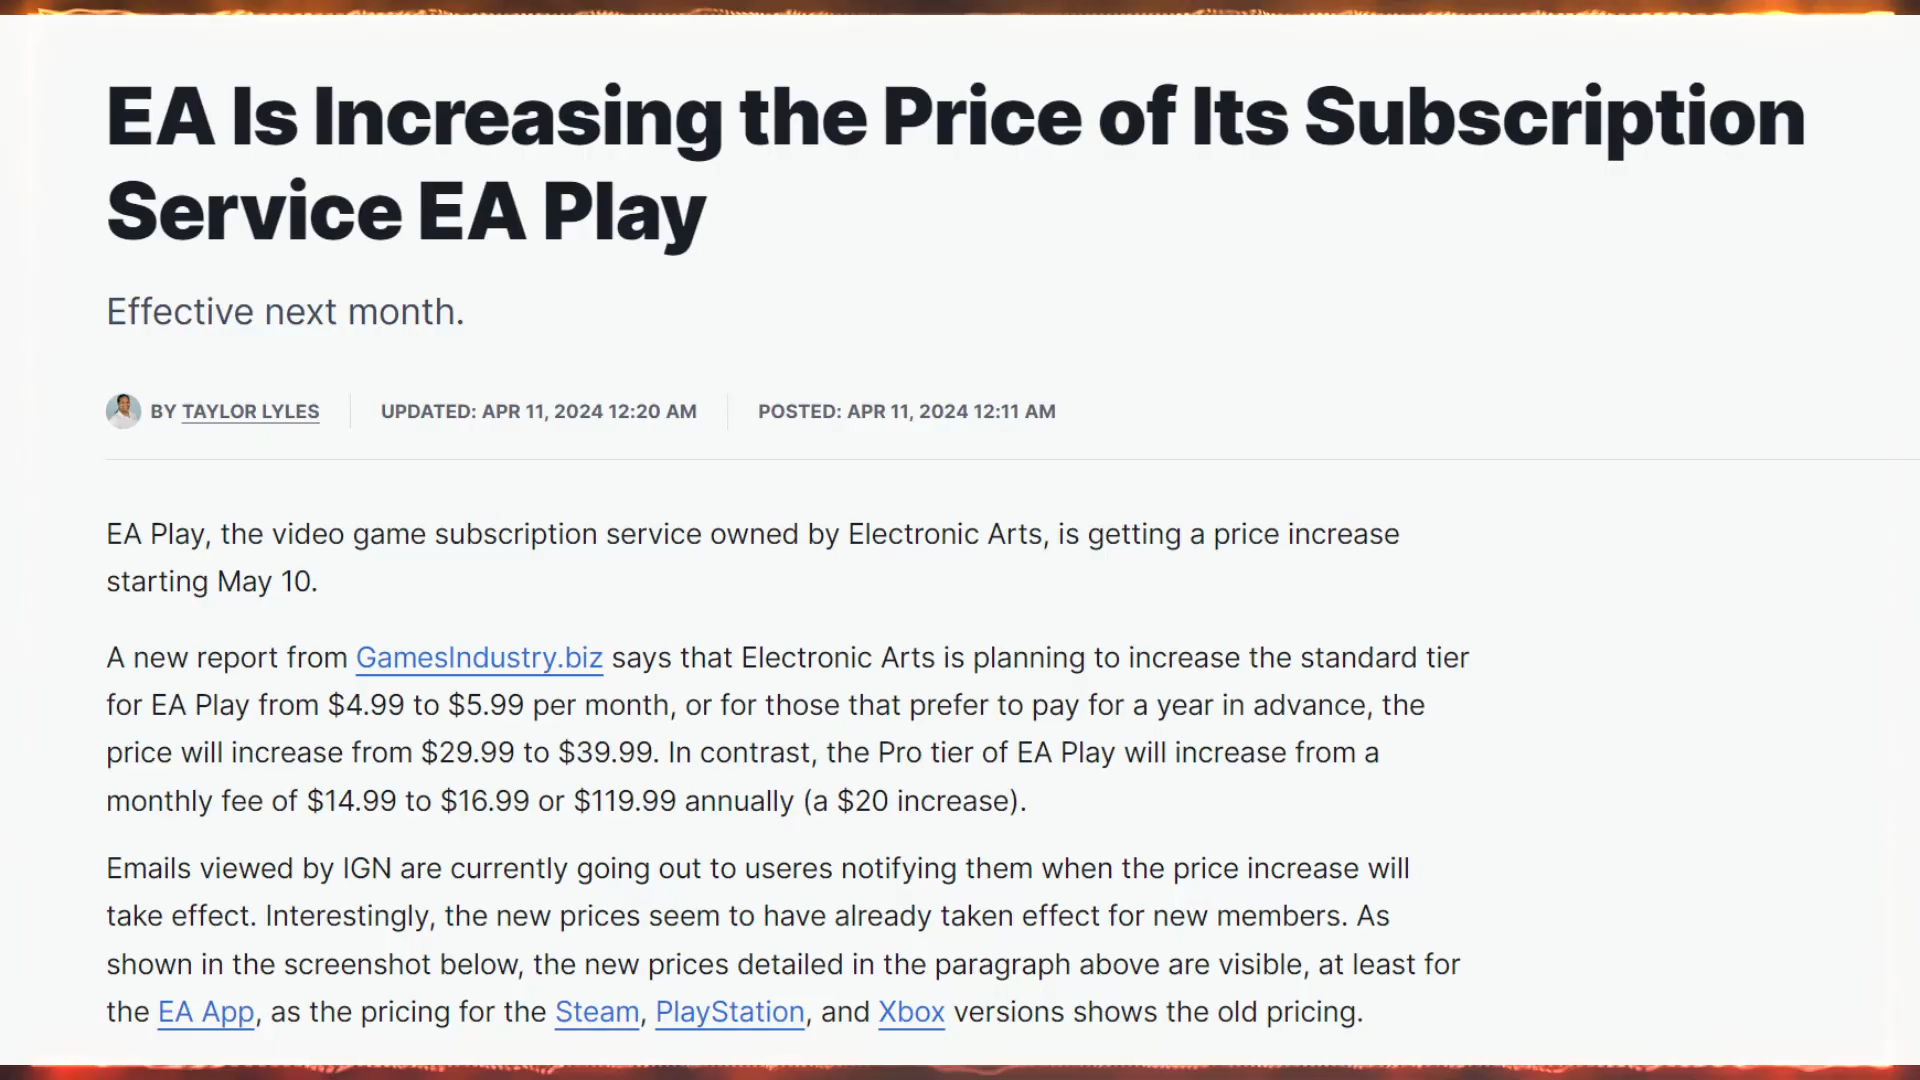 EA Is Increasing the Price of Its Subscription
Service EA Play
Effective next month.
BY TAYLOR LYLES UPDATED: APR 11, 2024 12:20 AM POSTED: APR 11, 2024 12:11 AM
EA Play, the video game subscription service owned by Electronic Arts, is getting a price increase
starting May 10.
A new report from GamesIndustry.biz says that Electronic Arts is planning to increase the standard tier
for EA Play from $4.99 to $5.99 per month, or for those that prefer to pay for a year in advance, the
price will increase from $29.99 to $39.99. In contrast, the Pro tier of EA Play will increase from a
monthly fee of $14.99 to $16.99 or $119.99 annually (a $20 increase).
Emails viewed by IGN are currently going out to useres notifying them when the price increase will
take effect. Interestingly, the new prices seem to have already taken effect for new members. As
shown in the screenshot below, the new prices detailed in the paragraph above are visible, at least for
the EA App, as the pricing for the Steam, PlayStation, and Xbox versions shows the old pricing.